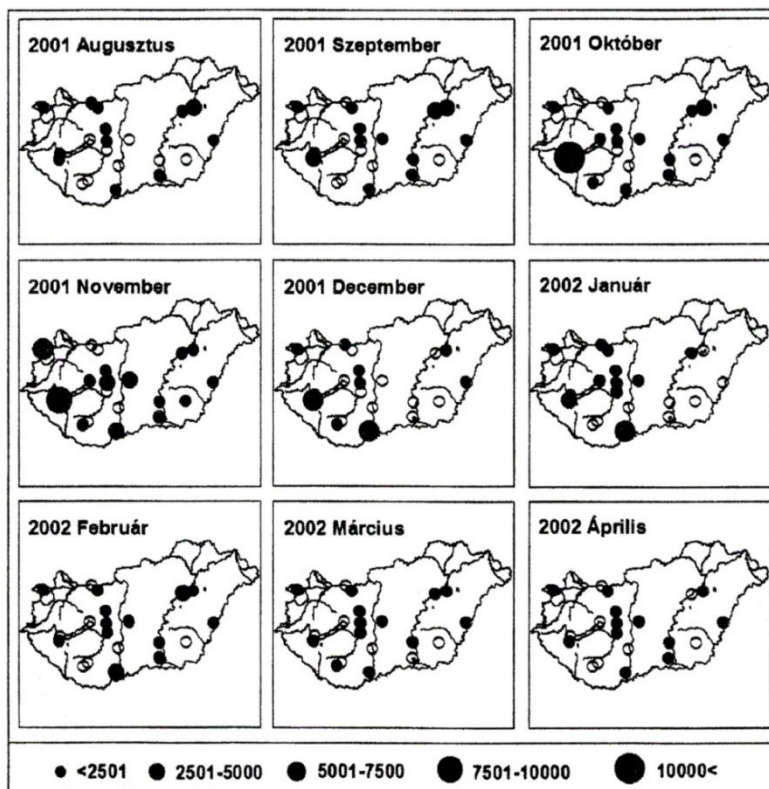 2001 Augusztus 2001 Szeptember 2001 Október
2001 November 2001 December 2002 Január
2002 Február 2002 Március 2002 Április
<2501 2501-5000 5001-7500 7501-10000 10000<